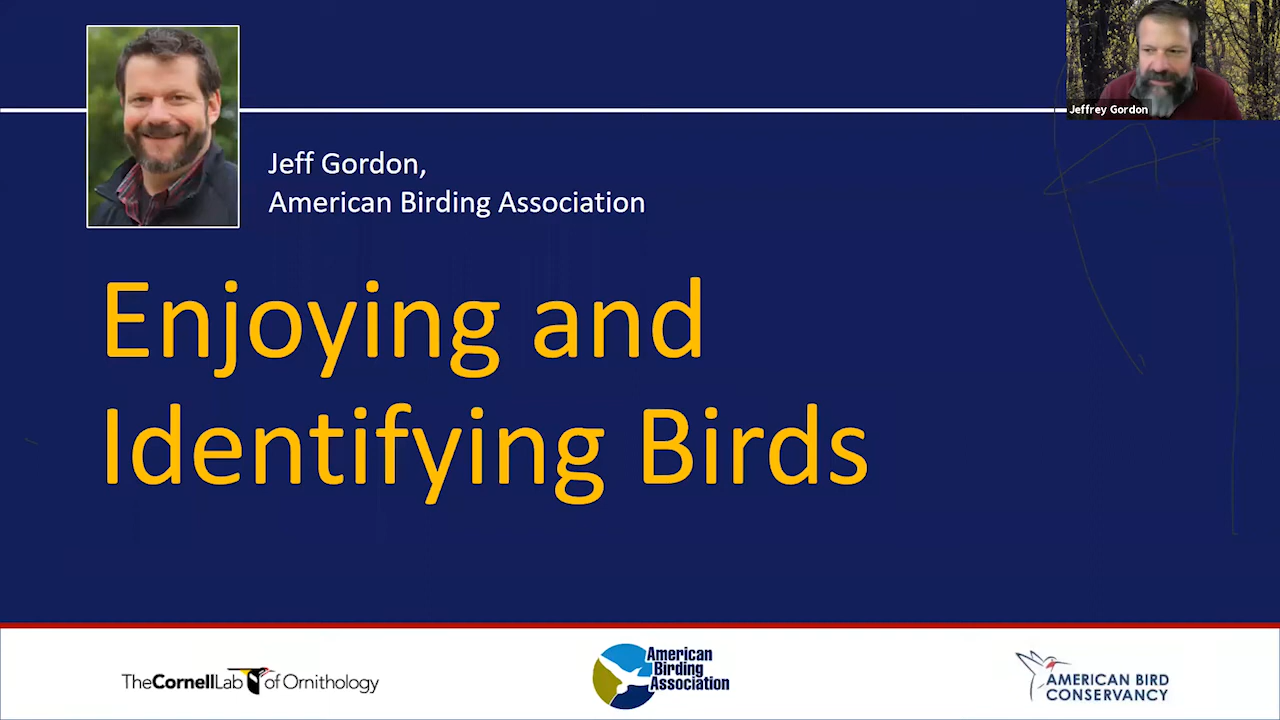 Jeffrey Gordon
Jeff Gordon,
American Birding Association
Enjoying and
Identifying Birds
TheCornellLab of Ornithology
American
Birding
Association
AMERICAN BIRD
CONSERVANCY